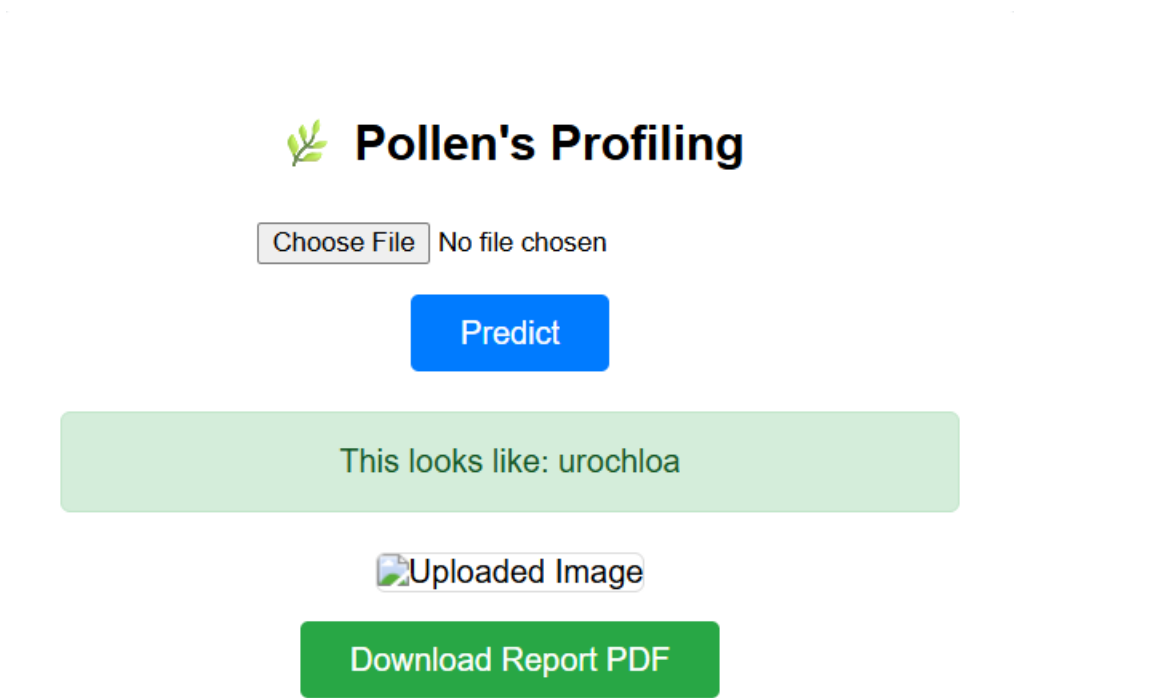 Pollen's Profiling
Choose File No file chosen
Predict
This looks like: urochloa
Uploaded Image
Download Report PDF